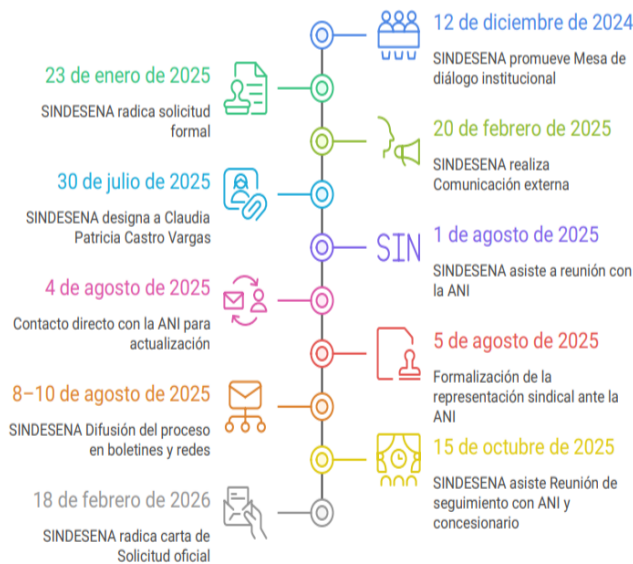 12 de diciembre de 2024
SINDESENA promueve Mesa de
diálogo institucional
23 de enero de 2025
SINDESENA radica solicitud
formal
20 de febrero de 2025
SINDESENA realiza
Comunicación externa
30 de julio de 2025
SINDESENA designa a Claudia
Patricia Castro Vargas
SIN
1 de agosto de 2025
SINDESENA asiste a reunión con
la ANI
4 de agosto de 2025
Contacto directo con la ANI para
actualización
5 de agosto de 2025
Formalización de la
representación sindical ante la
ANI
8–10 de agosto de 2025
SINDESENA Difusión del proceso
en boletines y redes
15 de octubre de 2025
SINDESENA asiste Reunión de
seguimiento con ANI y
concesionario
18 de febrero de 2026
SINDESENA radica carta de
Solicitud oficial